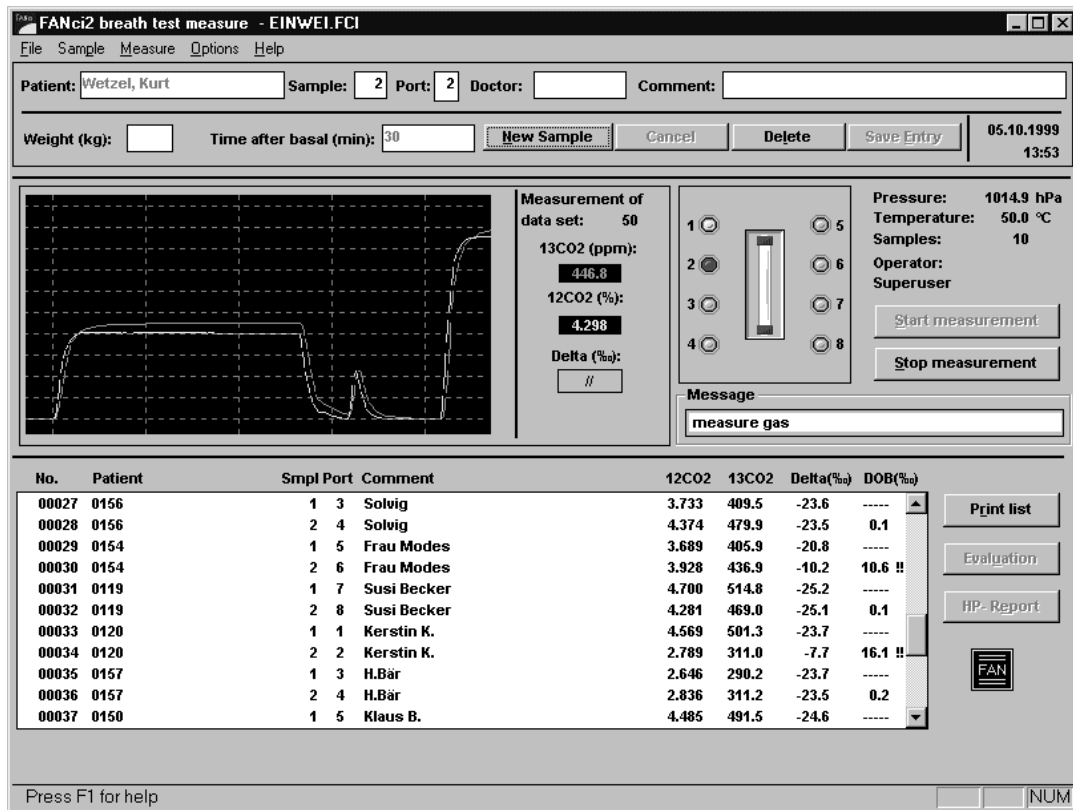 FANci2 breath test measure - EINWEI.FCI
File Sample Measure Options Help
Patient: Wetzel, Kurt Sample: 2 Port: 2 Doctor: Comment:
Weight (kg): Time after basal (min): 30 New Sample Cancel Delete Save Entry 05.10.1999
13:53
Measurement of
data set: 50
13CO2 (ppm):
446.8
12CO2 (%):
4.298
Delta (‰):
//
1 5
2 6
3 7
4 8
Pressure: 1014.9 hPa
Temperature: 50.0 °C
Samples: 10
Operator:
Superuser
Start measurement
Stop measurement
Message
measure gas
No. Patient Smpl Port Comment 12CO2 13CO2 Delta(‰) DOB(‰)
00027 0156 1 3 Solvig 3.733 409.5 -23.6 -----
00028 0156 2 4 Solvig 4.374 479.9 -23.5 0.1
00029 0154 1 5 Frau Modes 3.689 405.9 -20.8 -----
00030 0154 2 6 Frau Modes 3.928 436.9 -10.2 10.6 !!
00031 0119 1 7 Susi Becker 4.700 514.8 -25.2 -----
00032 0119 2 8 Susi Becker 4.281 469.0 -25.1 0.1
00033 0120 1 1 Kerstin K. 4.569 501.3 -23.7 -----
00034 0120 2 2 Kerstin K. 2.789 311.0 -7.7 16.1 !!
00035 0157 1 3 H.Bär 2.646 290.2 -23.7 -----
00036 0157 2 4 H.Bär 2.836 311.2 -23.5 0.2
00037 0150 1 5 Klaus B. 4.485 491.5 -24.6 -----
Print list
Evaluation
HP- Report
FAN
Press F1 for help NUM